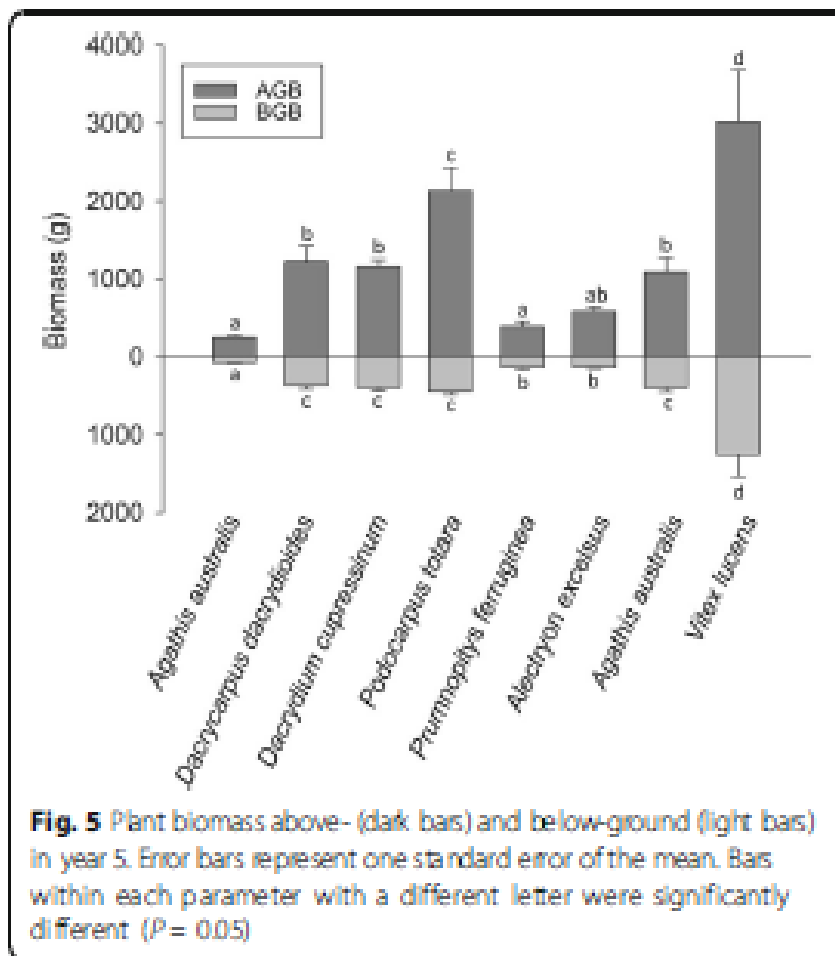 4000
3000
2000
1000
0
1000
2000
Biomass (g)
AGB
BGB
a
b
b
c
a
ab
b
d
a
c
c
c
b
b
c
d
Agathis australis
Dacrycarpus dacrydioides
Dacrydium cupressinum
Podocarpus totara
Prumnopitys ferruginea
Alectryon excelsus
Agathis australis
Vitex lucens
Fig. 5 Plant biomass above- (dark bars) and below-ground (light bars)
in year 5. Error bars represent one standard error of the mean. Bars
within each parameter with a different letter were significantly
different (P = 0.05)